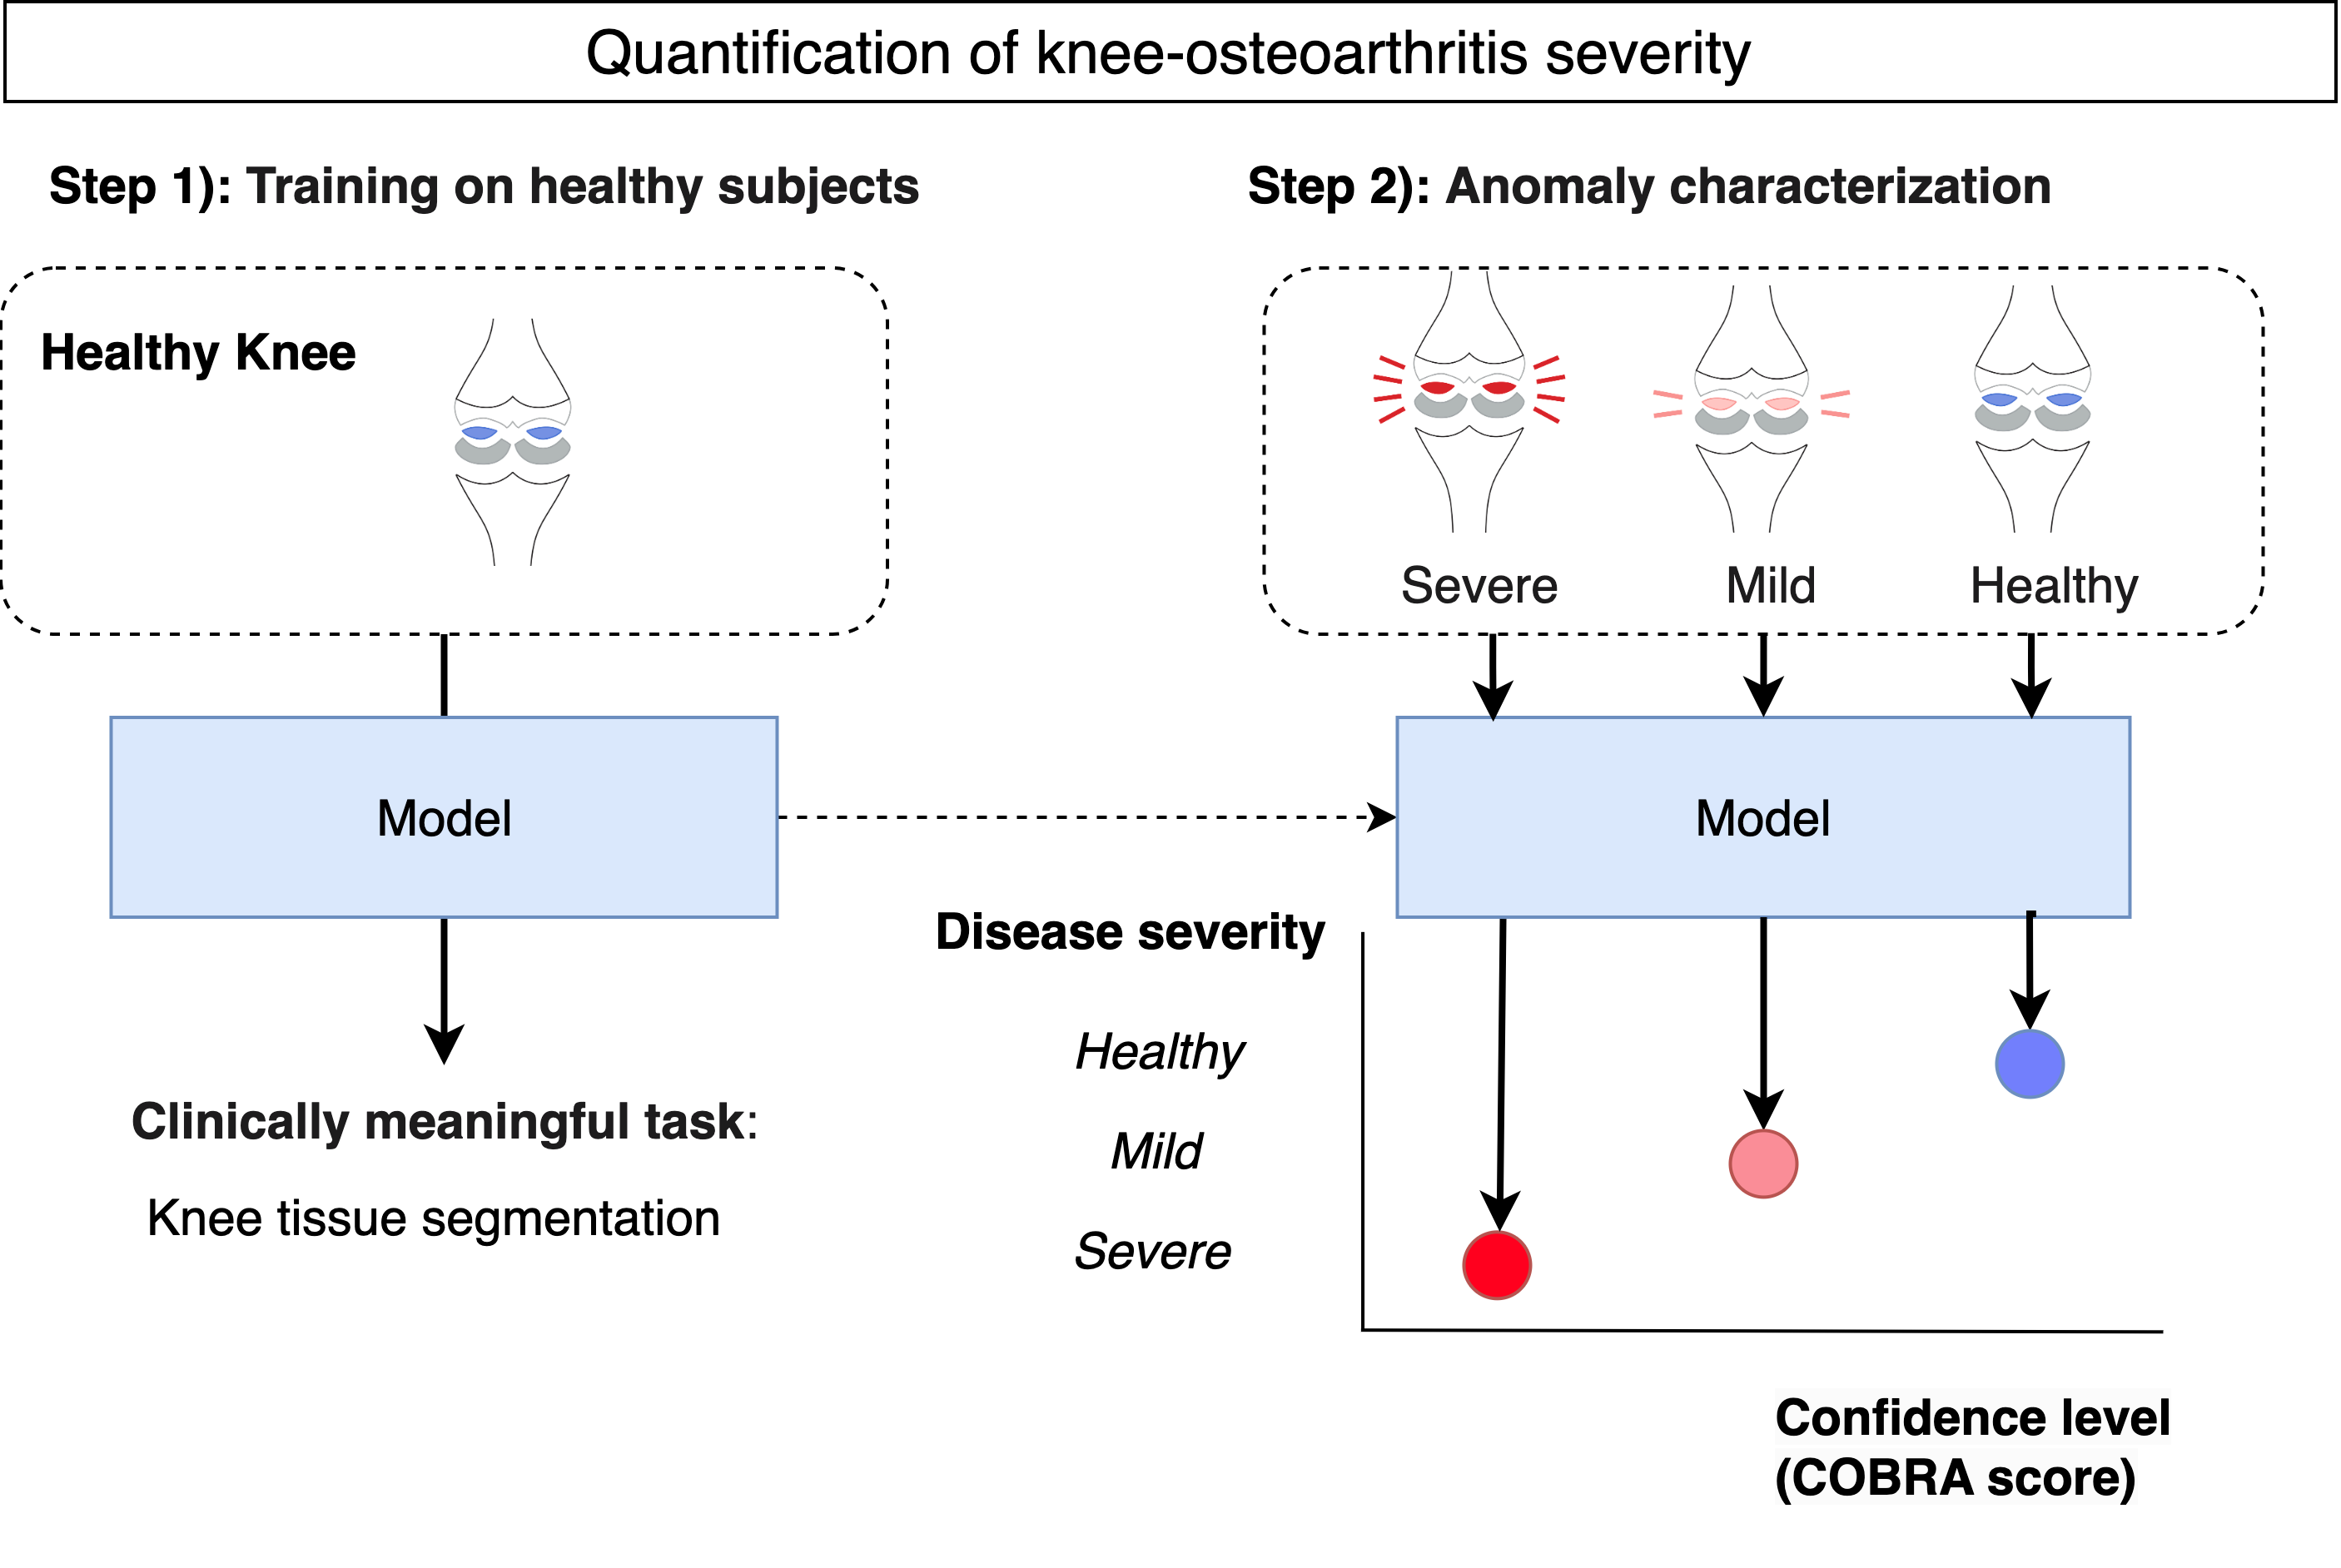 Quantification of knee-osteoarthritis severity
Step 1): Training on healthy subjects
Healthy Knee
Model
Clinically meaningful task:
Knee tissue segmentation
Step 2): Anomaly characterization
Severe
Mild
Healthy
Model
Disease severity
Healthy
Mild
Severe
Confidence level
(COBRA score)